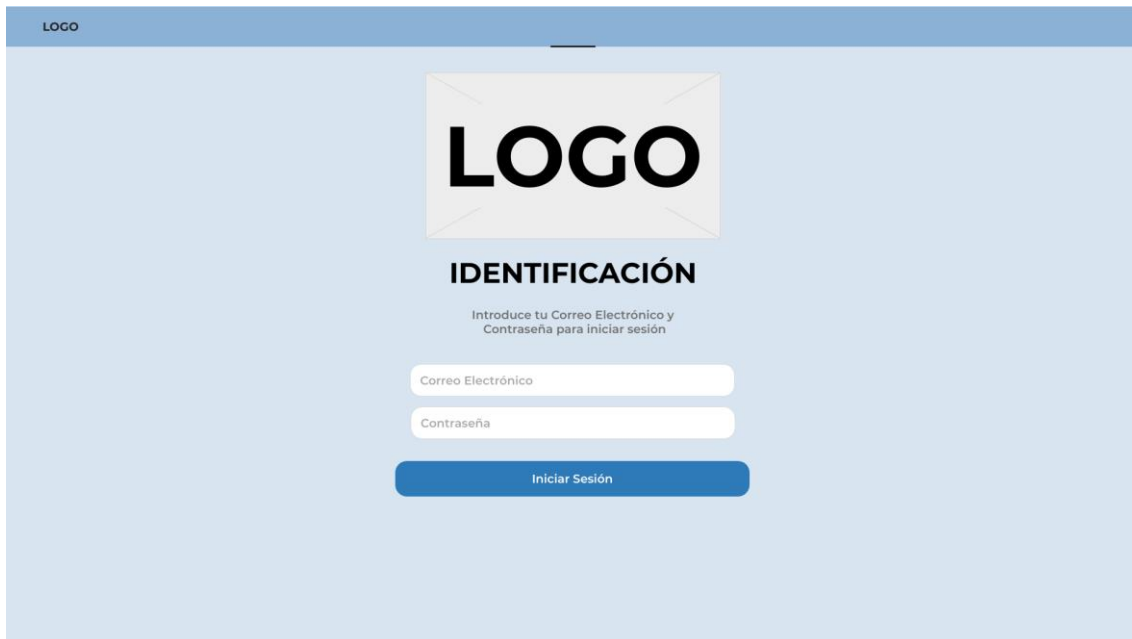 LOGO
LOGO
IDENTIFICACIÓN
Introduce tu Correo Electrónico y
Contraseña para iniciar sesión
Correo Electrónico
Contraseña
Iniciar Sesión